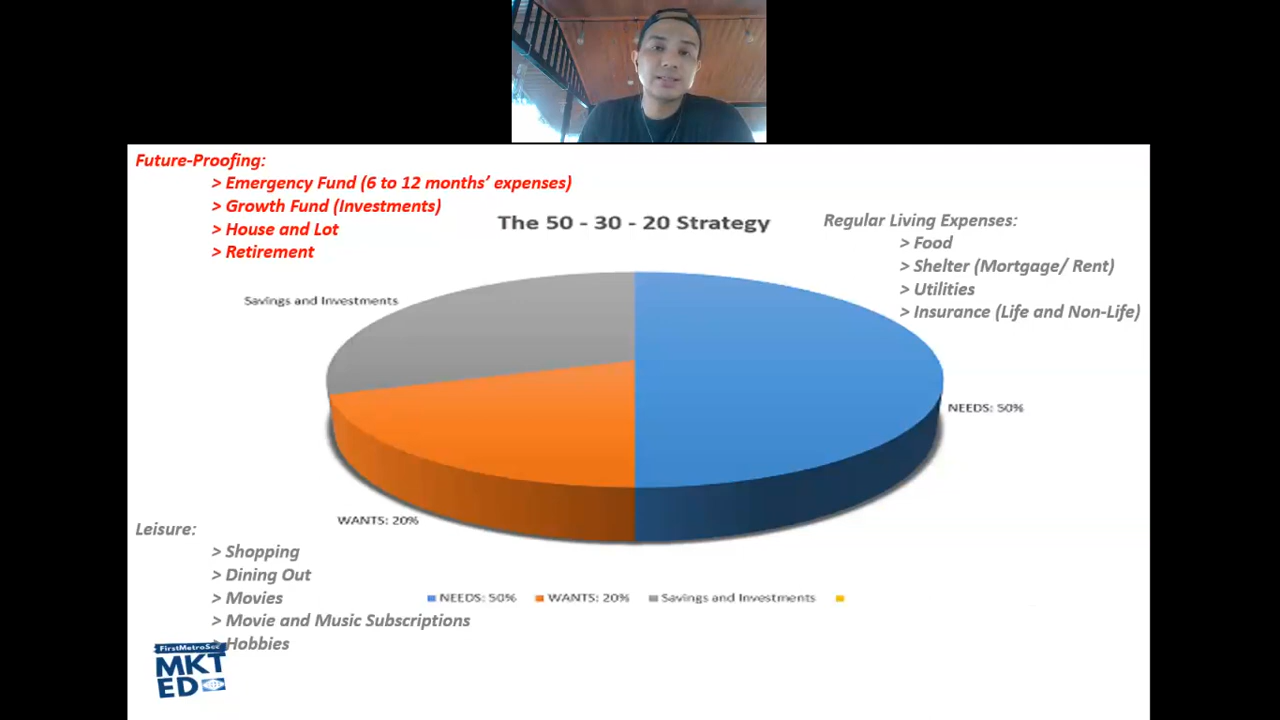 Future-Proofing:
> Emergency Fund (6 to 12 months' expenses)
> Growth Fund (Investments)
> House and Lot
> Retirement
The 50 - 30 - 20 Strategy
Regular Living Expenses:
> Food
> Shelter (Mortgage/ Rent)
> Utilities
> Insurance (Life and Non-Life)
Savings and Investments
NEEDS: 50%
WANTS: 20%
Leisure:
> Shopping
> Dining Out
> Movies
> Movie and Music Subscriptions
> Hobbies
NEEDS: 50% WANTS: 20% Savings and Investments
FirstMetroSec
MKT
ED